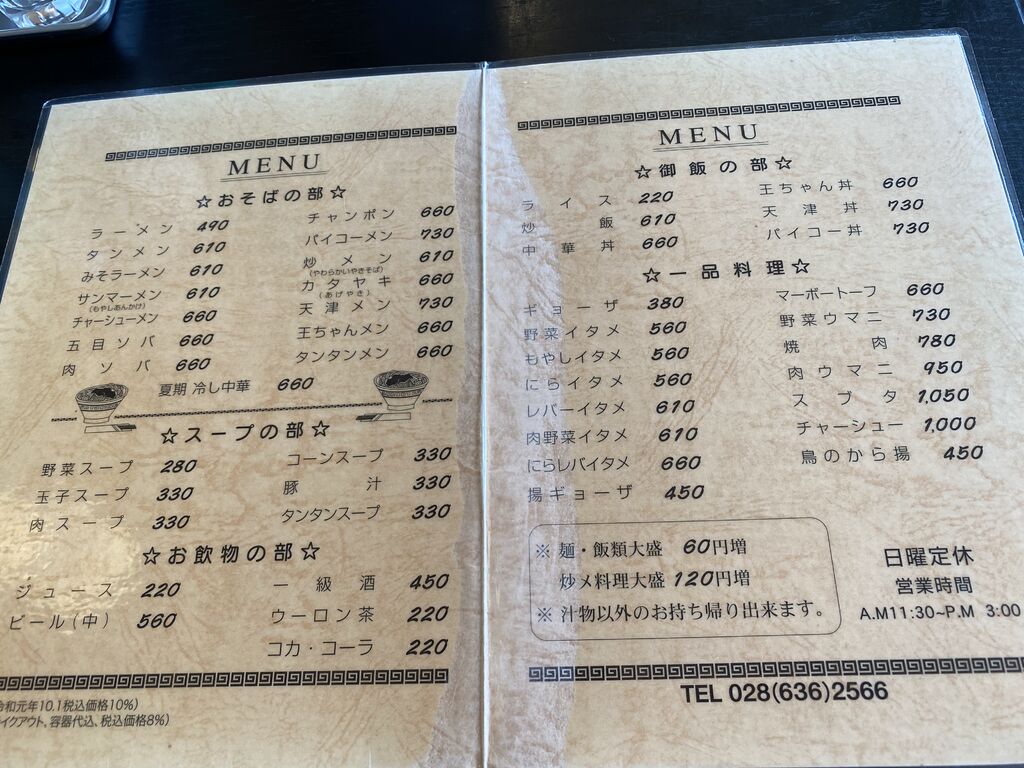 MENU
☆おそばの部☆
ラーメン 490
タンメン 610
みそラーメン 610
サンマーメン 610
(もやしあんかけ)
チャーシューメン 660
五目ソバ 660
肉ソバ 660
チャンポン 660
パイコーメン 730
炒メン 610
(やわらかいやきそば)
カタヤキ 660
(あげやき)
天津メン 730
王ちゃんメン 660
タンタンメン 660
夏期 冷し中華 660
☆スープの部☆
野菜スープ 280
玉子スープ 330
肉スープ 330
コーンスープ 330
豚汁 330
タンタンスープ 330
☆お飲物の部☆
ジュース 220
ビール(中) 560
一級酒 450
ウーロン茶 220
コカ・コーラ 220
和元年10.1税込価格10%)
イクアウト、容器代込、税込価格8%)
MENU
☆御飯の部☆
ライス 220
炒飯 610
中華丼 660
王ちゃん丼 660
天津丼 730
パイコー丼 730
☆一品料理☆
ギョーザ 380
野菜イタメ 560
もやしイタメ 560
にらイタメ 560
レバーイタメ 610
肉野菜イタメ 610
にらレバイタメ 660
揚ギョーザ 450
マーボートーフ 660
野菜ウマニ 730
焼肉 780
肉ウマニ 950
スブタ 1,050
チャーシュー 1,000
鳥のから揚 450
※ 麺・飯類大盛 60円増
炒メ料理大盛 120円増
※ 汁物以外のお持ち帰り出来ます。
日曜定休
営業時間
A.M11:30~P.M 3:00
TEL 028(636)2566